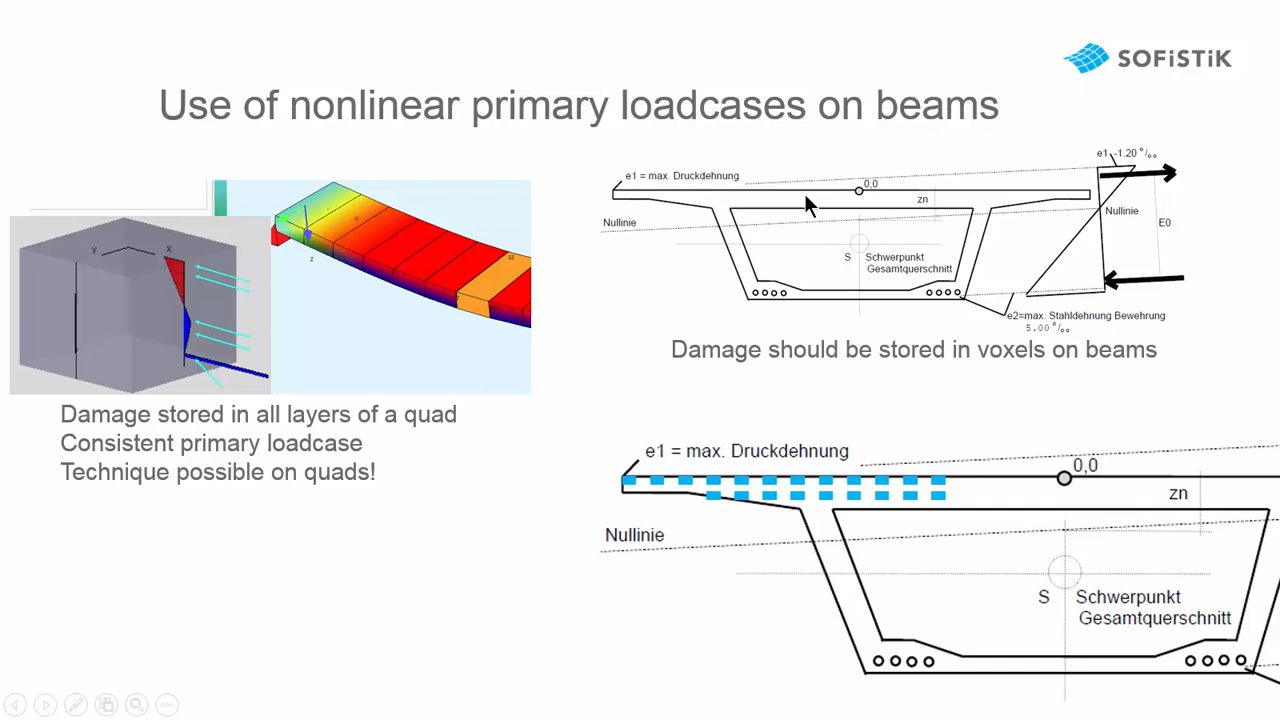 SOFiSTiK
Use of nonlinear primary loadcases on beams
y
x
x
z
12
Damage stored in all layers of a quad
Consistent primary loadcase
Technique possible on quads!
e1 -1.20 °/₀₀
e1 = max. Druckdehnung
0,0
zn
Nullinie
Nullinie
E0
S Schwerpunkt
Gesamtquerschnitt
e2=max. Stahldehnung Bewehrung
5.00 °/₀₀
Damage should be stored in voxels on beams
e1 = max. Druckdehnung
0,0
zn
Nullinie
S Schwerpunkt
Gesamtquerschnitt